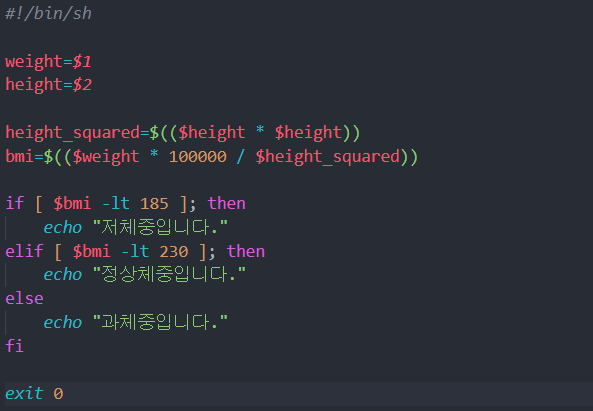 #!/bin/sh
weight=$1
height=$2
height_squared=$(($height * $height))
bmi=$(($weight * 100000 / $height_squared))
if [ $bmi -lt 185 ]; then
echo "저체중입니다."
elif [ $bmi -lt 230 ]; then
echo "정상체중입니다."
else
echo "과체중입니다."
fi
exit 0